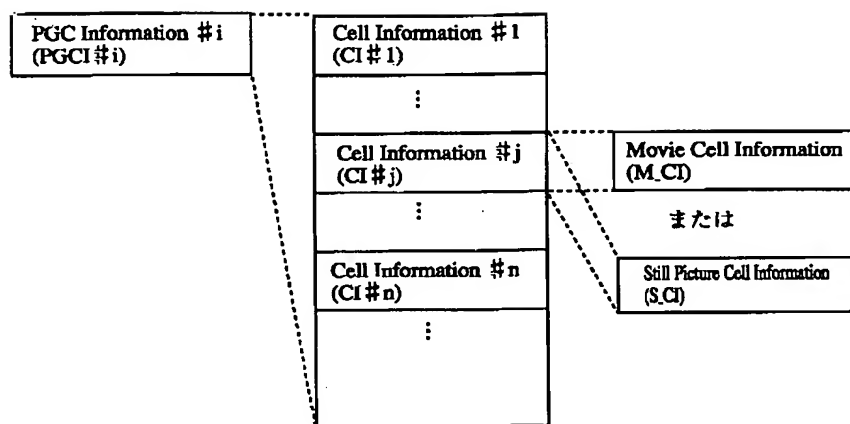 PGC Information #i
(PGCI#i)
Cell Information #1
(CI#1)
⋮
Cell Information #j
(CI#j)
⋮
Cell Information #n
(CI#n)
⋮
Movie Cell Information
(M_CI)
または
Still Picture Cell Information
(S_CI)